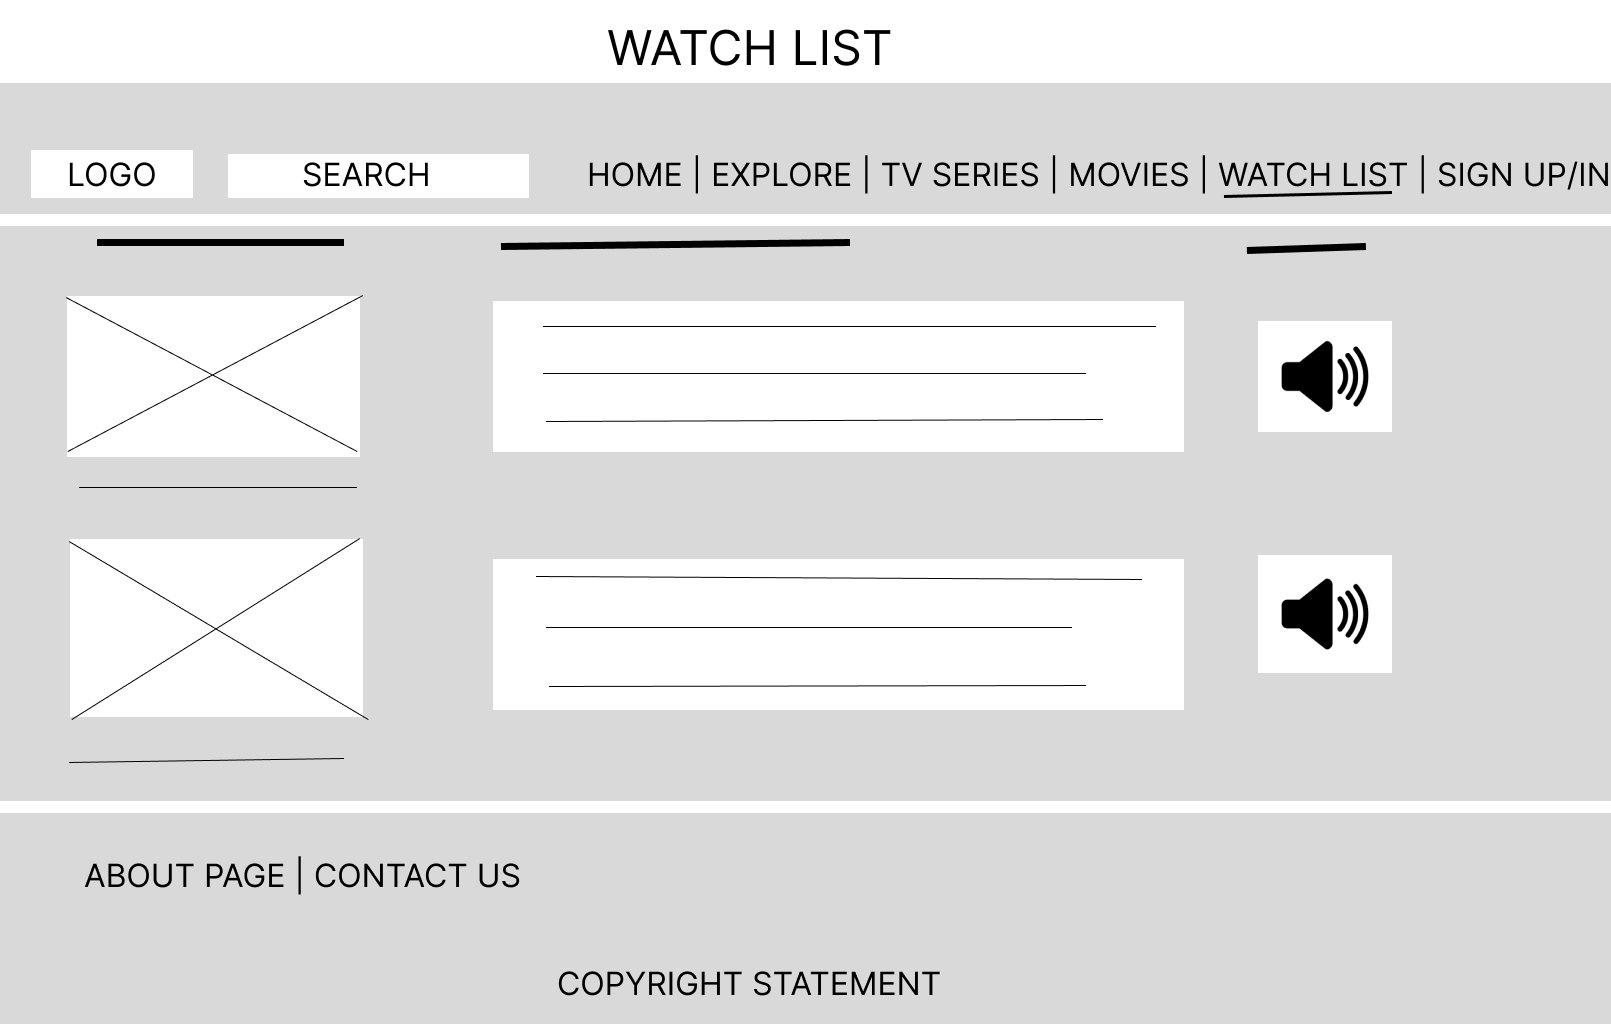 WATCH LIST
LOGO
SEARCH
HOME | EXPLORE | TV SERIES | MOVIES | WATCH LIST | SIGN UP/IN
ABOUT PAGE | CONTACT US
COPYRIGHT STATEMENT